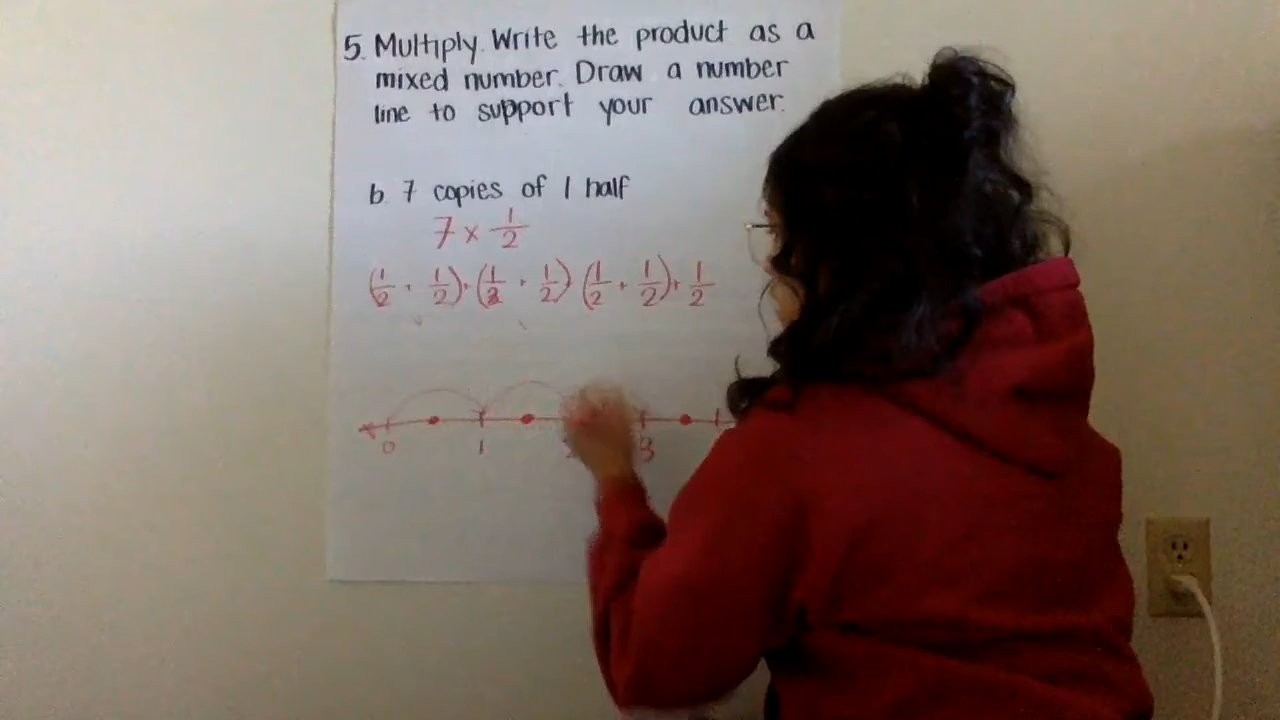 5. Multiply. Write the product as a
mixed number. Draw a number
line to support your answer.
b. 7 copies of 1 half
7 × 1/2
(1/2 + 1/2) + (1/2 + 1/2) + (1/2 + 1/2) + 1/2
0 1 2 3